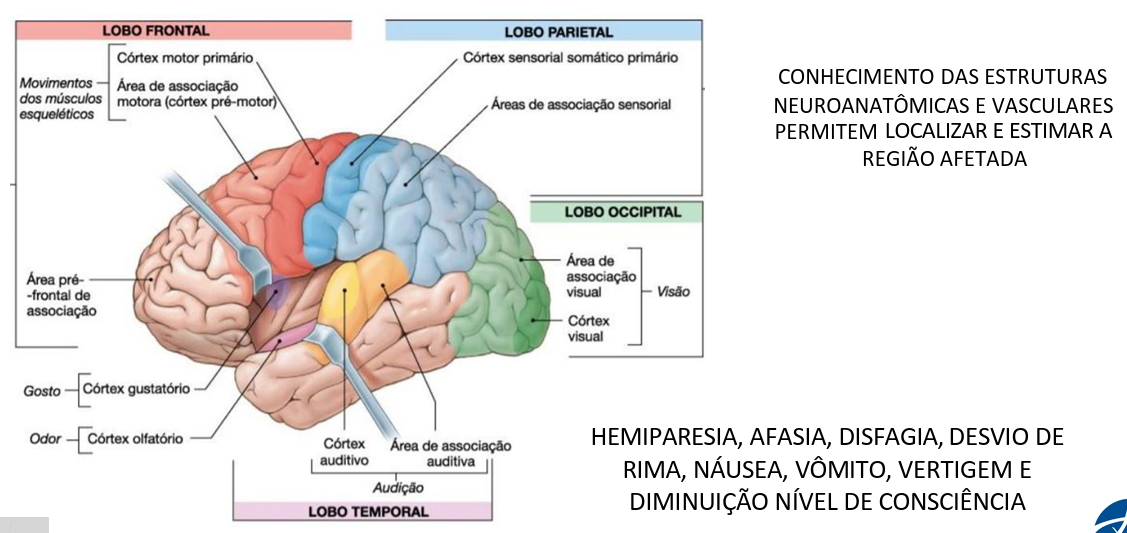 LOBO FRONTAL
Córtex motor primário
Movimentos
dos músculos
esqueléticos
Área de associação
motora (córtex pré-motor)
Área pré-
-frontal de
associação
Gosto
Córtex gustatório
Odor
Córtex olfatório
LOBO PARIETAL
Córtex sensorial somático primário
Áreas de associação sensorial
LOBO OCCIPITAL
Área de
associação
visual
Visão
Córtex
visual
Córtex
auditivo
Área de associação
auditiva
Audição
LOBO TEMPORAL
CONHECIMENTO DAS ESTRUTURAS
NEUROANATÔMICAS E VASCULARES
PERMITEM LOCALIZAR E ESTIMAR A
REGIÃO AFETADA
HEMIPARESIA, AFASIA, DISFAGIA, DESVIO DE
RIMA, NÁUSEA, VÔMITO, VERTIGEM E
DIMINUIÇÃO NÍVEL DE CONSCIÊNCIA